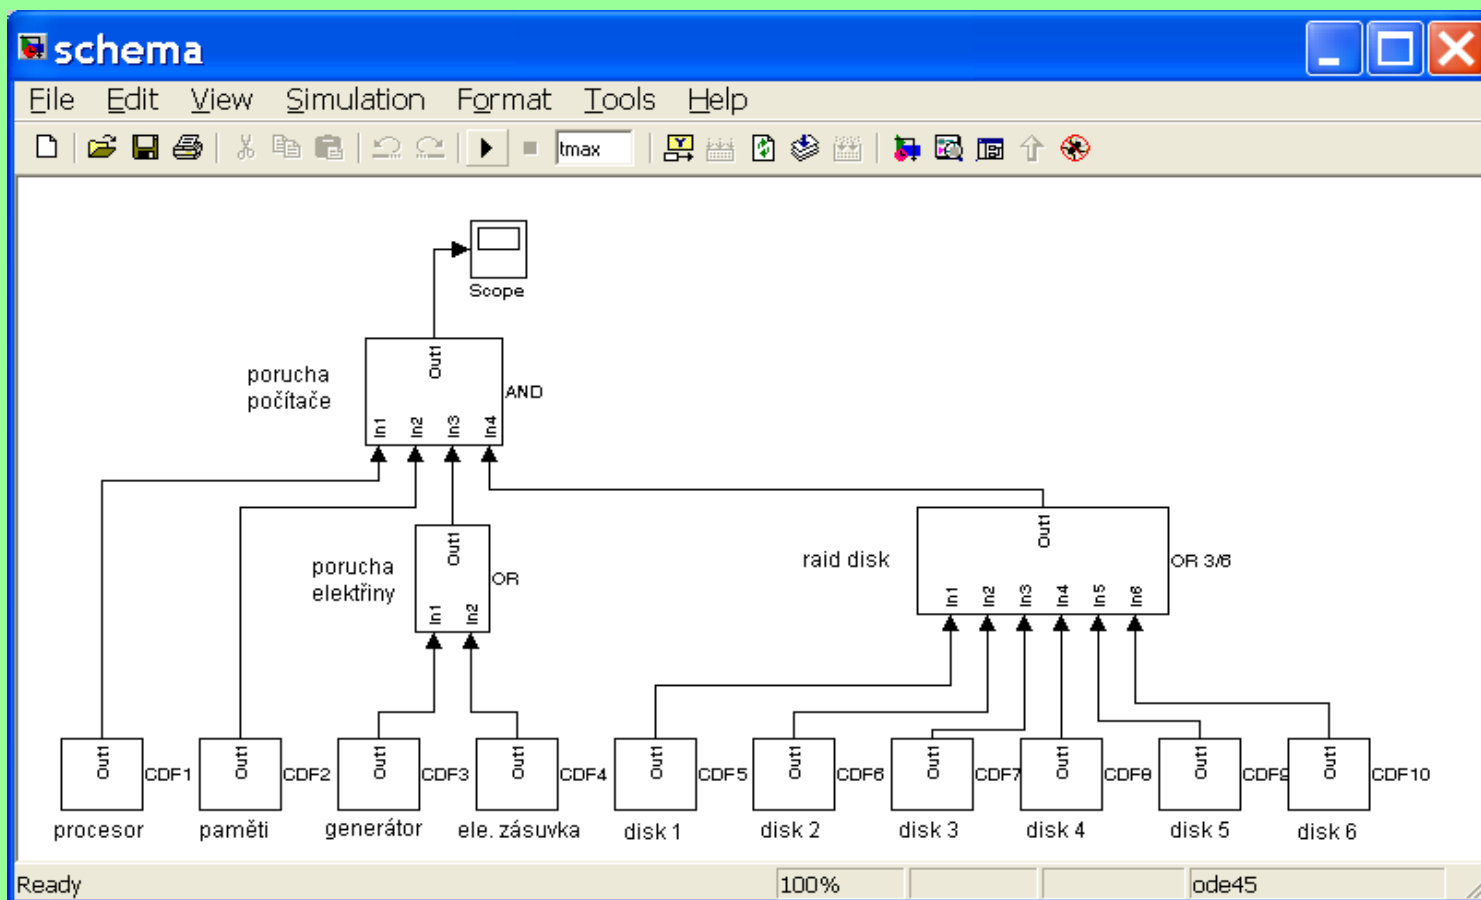 schema
File Edit View Simulation Format Tools Help
tmax
Scope
Out1
porucha
počítače
AND
In1 In2 In3 In4
Out1
porucha
elektřiny
OR
In1 In2
Out1
raid disk
OR 3/6
In1 In2 In3 In4 In5 In6
Out1 Out1 Out1 Out1 Out1 Out1 Out1 Out1 Out1 Out1
CDF1 CDF2 CDF3 CDF4 CDF5 CDF6 CDF7 CDF8 CDF9 CDF10
procesor paměti generátor ele. zásuvka disk 1 disk 2 disk 3 disk 4 disk 5 disk 6
Ready 100% ode45